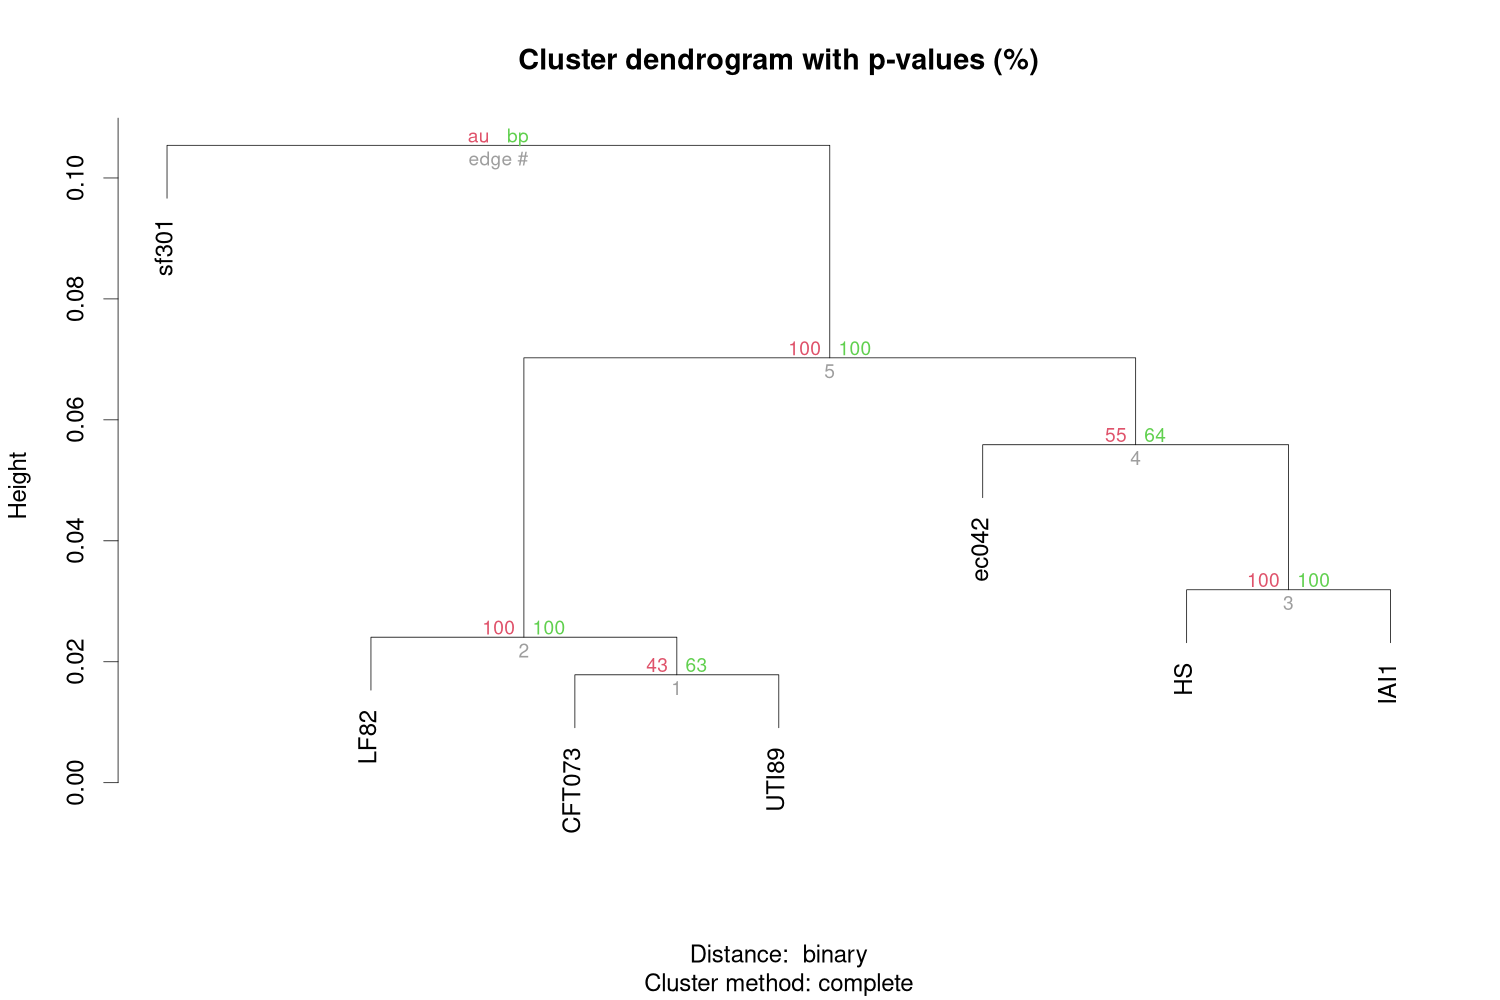 Cluster dendrogram with p-values (%)
au bp
edge #
0.10
0.08
0.06
0.04
0.02
0.00
Height
sf301
100 100
5
55 64
4
ec042
100 100
3
100 100
2
43 63
1
HS
IAI1
LF82
CFT073
UTI89
Distance: binary
Cluster method: complete